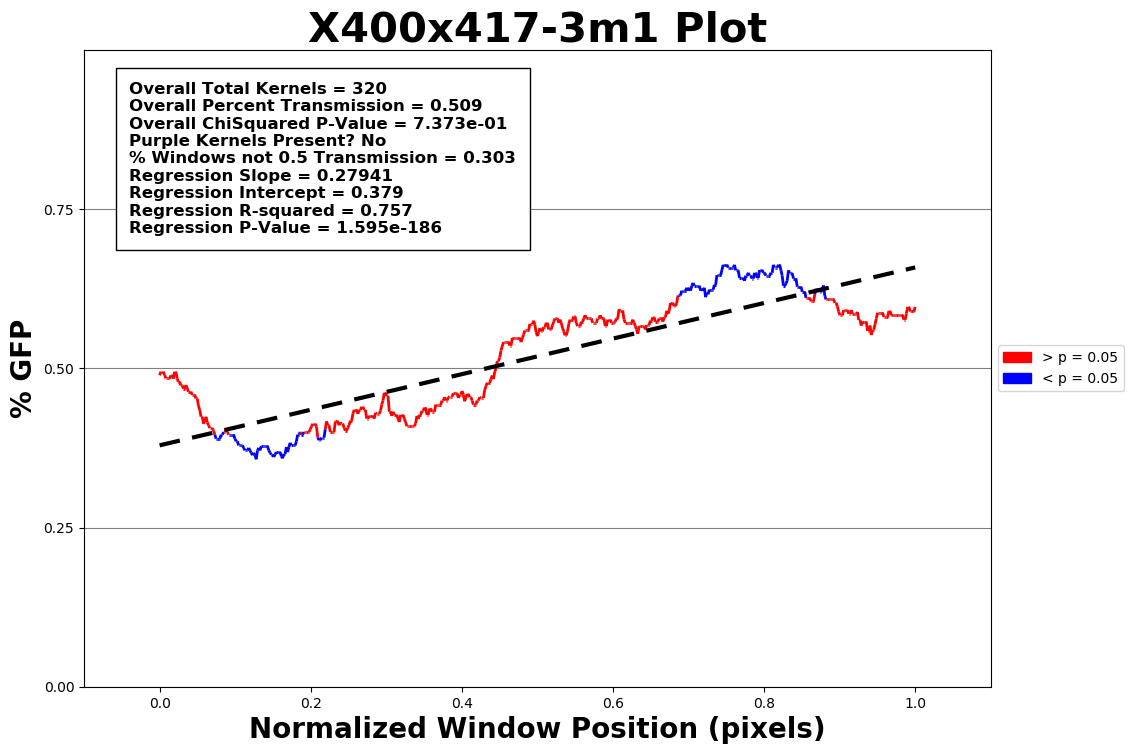 X400x417-3m1 Plot
Overall Total Kernels = 320
Overall Percent Transmission = 0.509
Overall ChiSquared P-Value = 7.373e-01
Purple Kernels Present? No
% Windows not 0.5 Transmission = 0.303
Regression Slope = 0.27941
Regression Intercept = 0.379
Regression R-squared = 0.757
Regression P-Value = 1.595e-186
% GFP
0.75
0.50
0.25
0.00
> p = 0.05
< p = 0.05
0.0 0.2 0.4 0.6 0.8 1.0
Normalized Window Position (pixels)